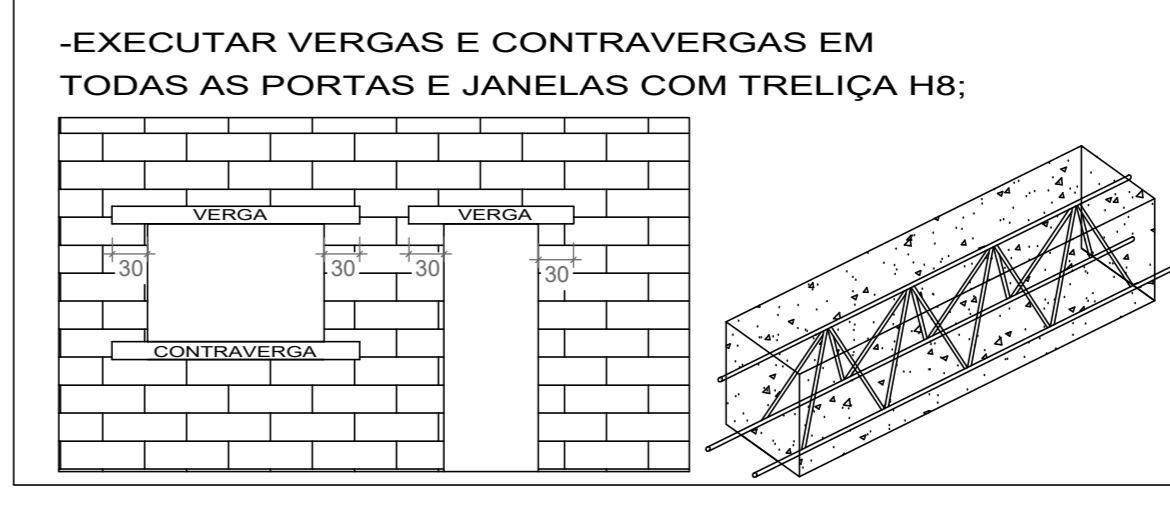 -EXECUTAR VERGAS E CONTRAVERGAS EM
TODAS AS PORTAS E JANELAS COM TRELIÇA H8;
VERGA VERGA
30 30 30 30
CONTRAVERGA